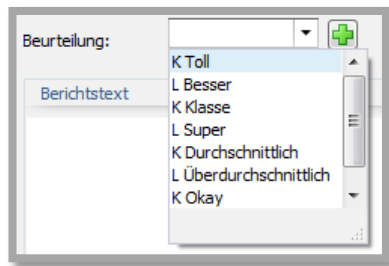 Beurteilung:
K Toll
L Besser
Berichtstext
K Klasse
L Super
K Durchschnittlich
L Überdurchschnittlich
K Okay